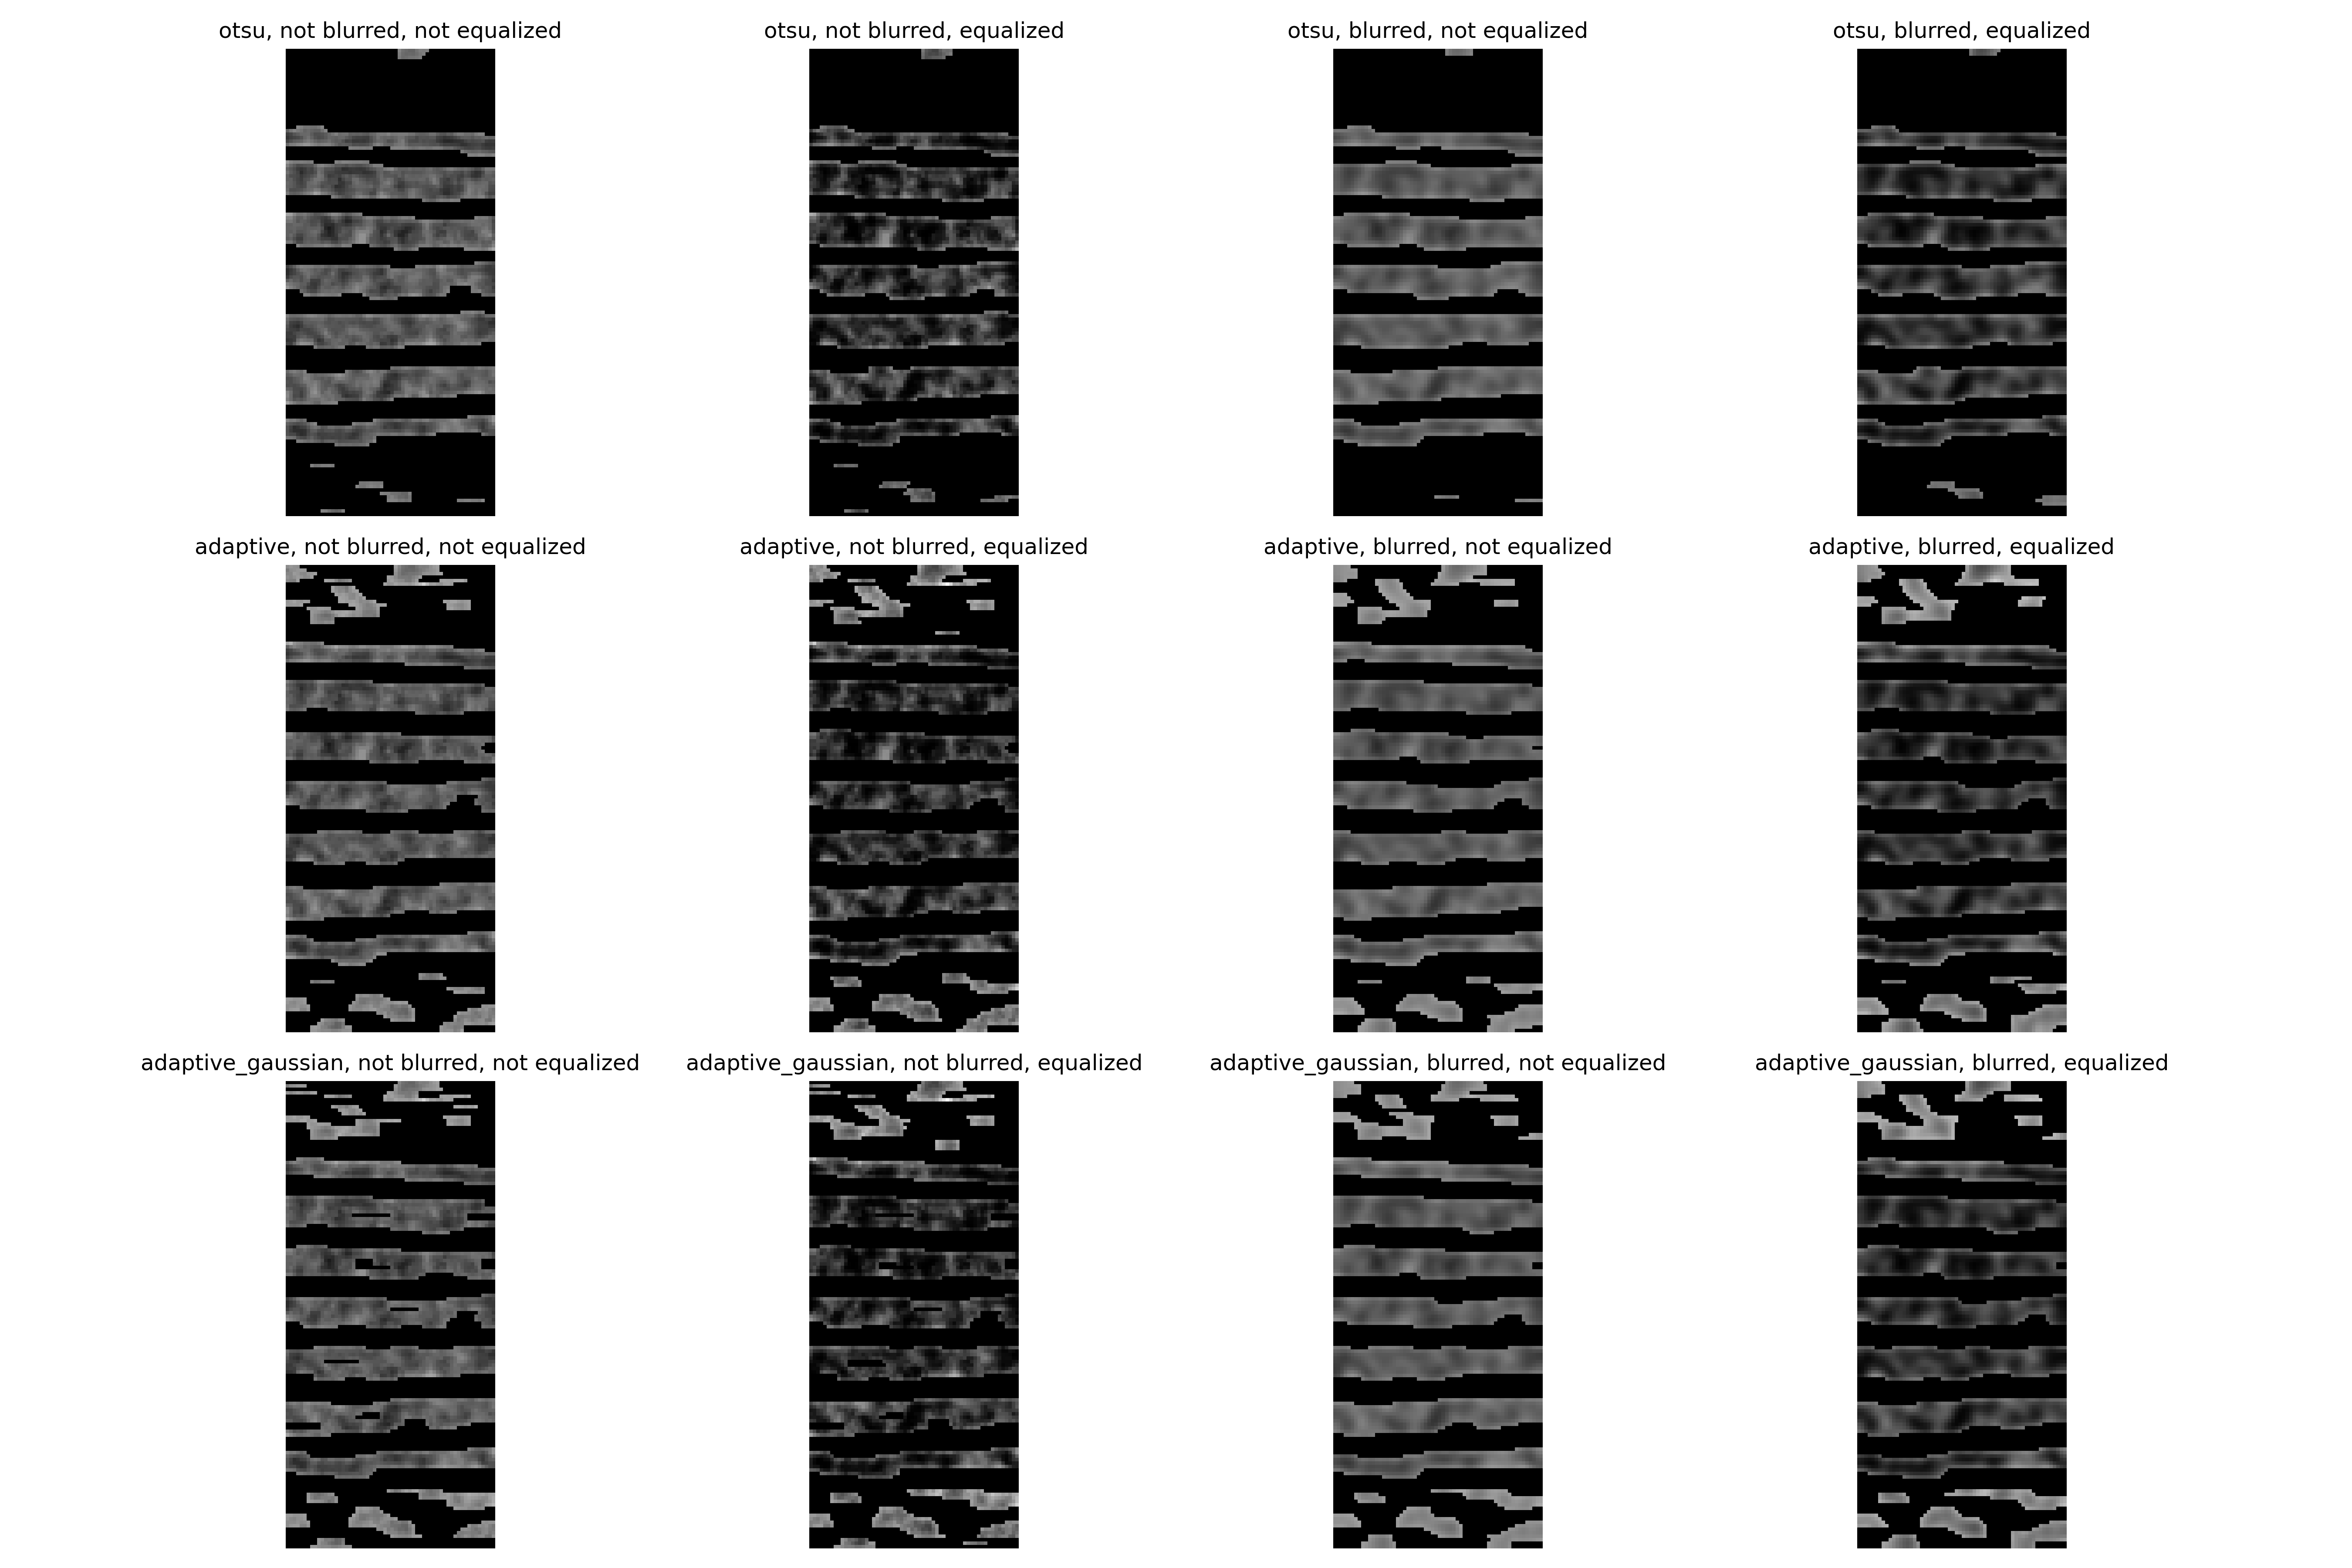 otsu, not blurred, not equalized
otsu, not blurred, equalized
otsu, blurred, not equalized
otsu, blurred, equalized
adaptive, not blurred, not equalized
adaptive, not blurred, equalized
adaptive, blurred, not equalized
adaptive, blurred, equalized
adaptive_gaussian, not blurred, not equalized
adaptive_gaussian, not blurred, equalized
adaptive_gaussian, blurred, not equalized
adaptive_gaussian, blurred, equalized